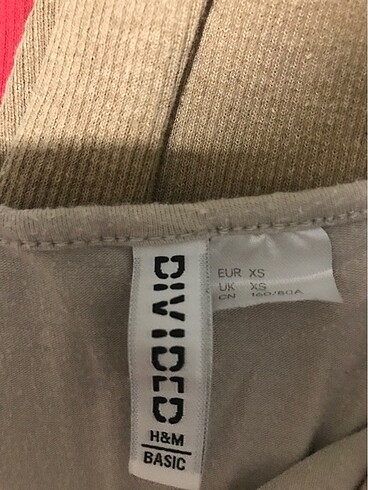 DIVIDED
H&M
BASIC
EUR XS
UK XS
CN 160/80A